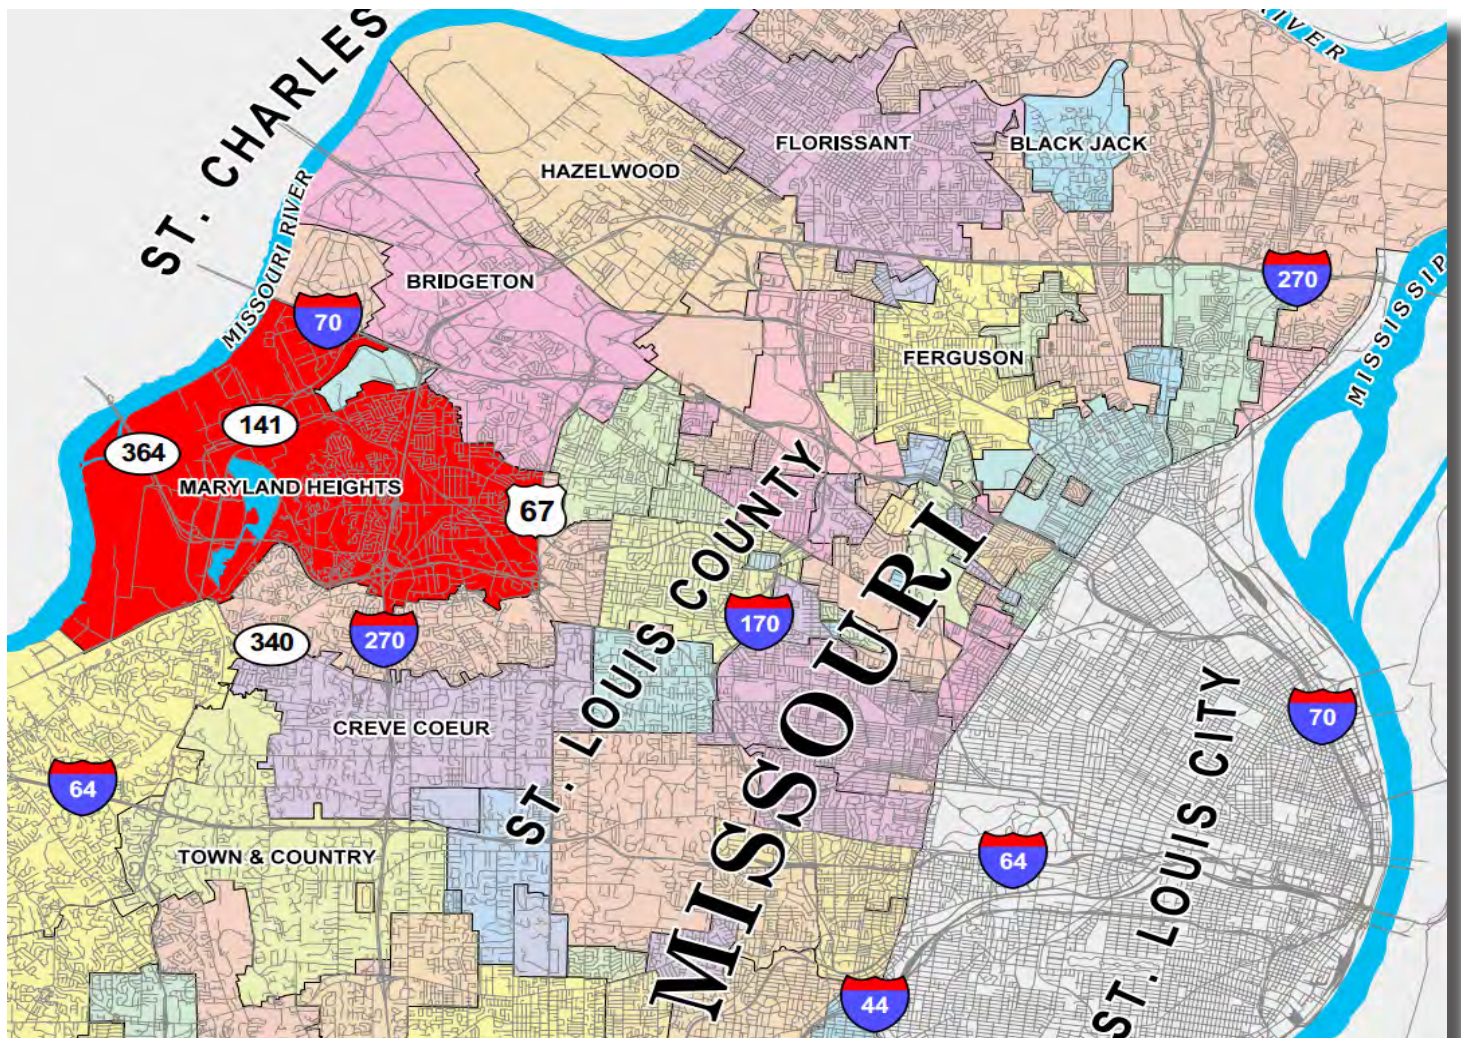 ST. CHARLES
RIVER
FLORISSANT
BLACK JACK
HAZELWOOD
MISSOURI RIVER
BRIDGETON
270
70
MISSISSIP
FERGUSON
141
364
MARYLAND HEIGHTS
67
ST. LOUIS COUNTY
MISSOURI
170
340
270
CREVE COEUR
ST. LOUIS CITY
70
64
TOWN & COUNTRY
64
44